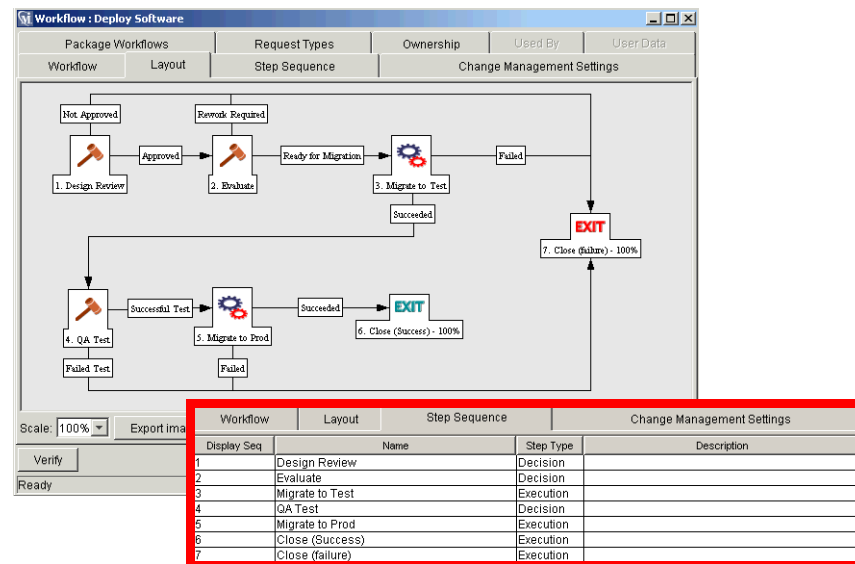 Workflow : Deploy Software
Package Workflows Request Types Ownership Used By User Data
Workflow Layout Step Sequence Change Management Settings
Not Approved Rework Required
Approved Ready for Migration Failed
1. Design Review 2. Evaluate 3. Migrate to Test
Succeeded
EXIT
7. Close (failure) - 100%
Successful Test Succeeded EXIT
4. QA Test 5. Migrate to Prod 6. Close (Success) - 100%
Failed Test Failed
Scale: 100% Export ima
Verify
Ready
Workflow Layout Step Sequence Change Management Settings
Display Seq Name Step Type Description
1 Design Review Decision
2 Evaluate Decision
3 Migrate to Test Execution
4 QA Test Decision
5 Migrate to Prod Execution
6 Close (Success) Execution
7 Close (failure) Execution